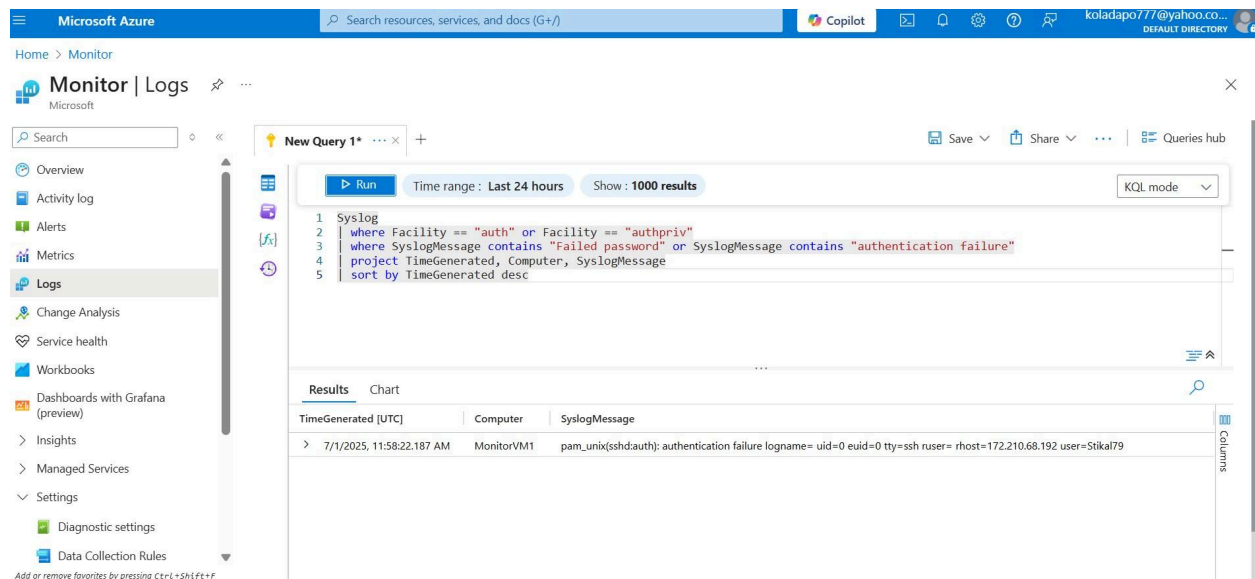 Microsoft Azure
Search resources, services, and docs (G+/)
Copilot
koladapo777@yahoo.co...
DEFAULT DIRECTORY
Home > Monitor
Monitor | Logs
Microsoft
Search
New Query 1*
Save
Share
Queries hub
Overview
Activity log
Alerts
Metrics
Logs
Change Analysis
Service health
Workbooks
Dashboards with Grafana
(preview)
Insights
Managed Services
Settings
Diagnostic settings
Data Collection Rules
Add or remove favorites by pressing Ctrl+Shift+F
Run
Time range : Last 24 hours
Show : 1000 results
KQL mode
1 Syslog
2 | where Facility == "auth" or Facility == "authpriv"
3 | where SyslogMessage contains "Failed password" or SyslogMessage contains "authentication failure"
4 | project TimeGenerated, Computer, SyslogMessage
5 | sort by TimeGenerated desc
Results Chart
TimeGenerated [UTC] Computer SyslogMessage
7/1/2025, 11:58:22.187 AM MonitorVM1 pam_unix(sshd:auth): authentication failure logname= uid=0 euid=0 tty=ssh ruser= rhost=172.210.68.192 user=Stikal79
Columns